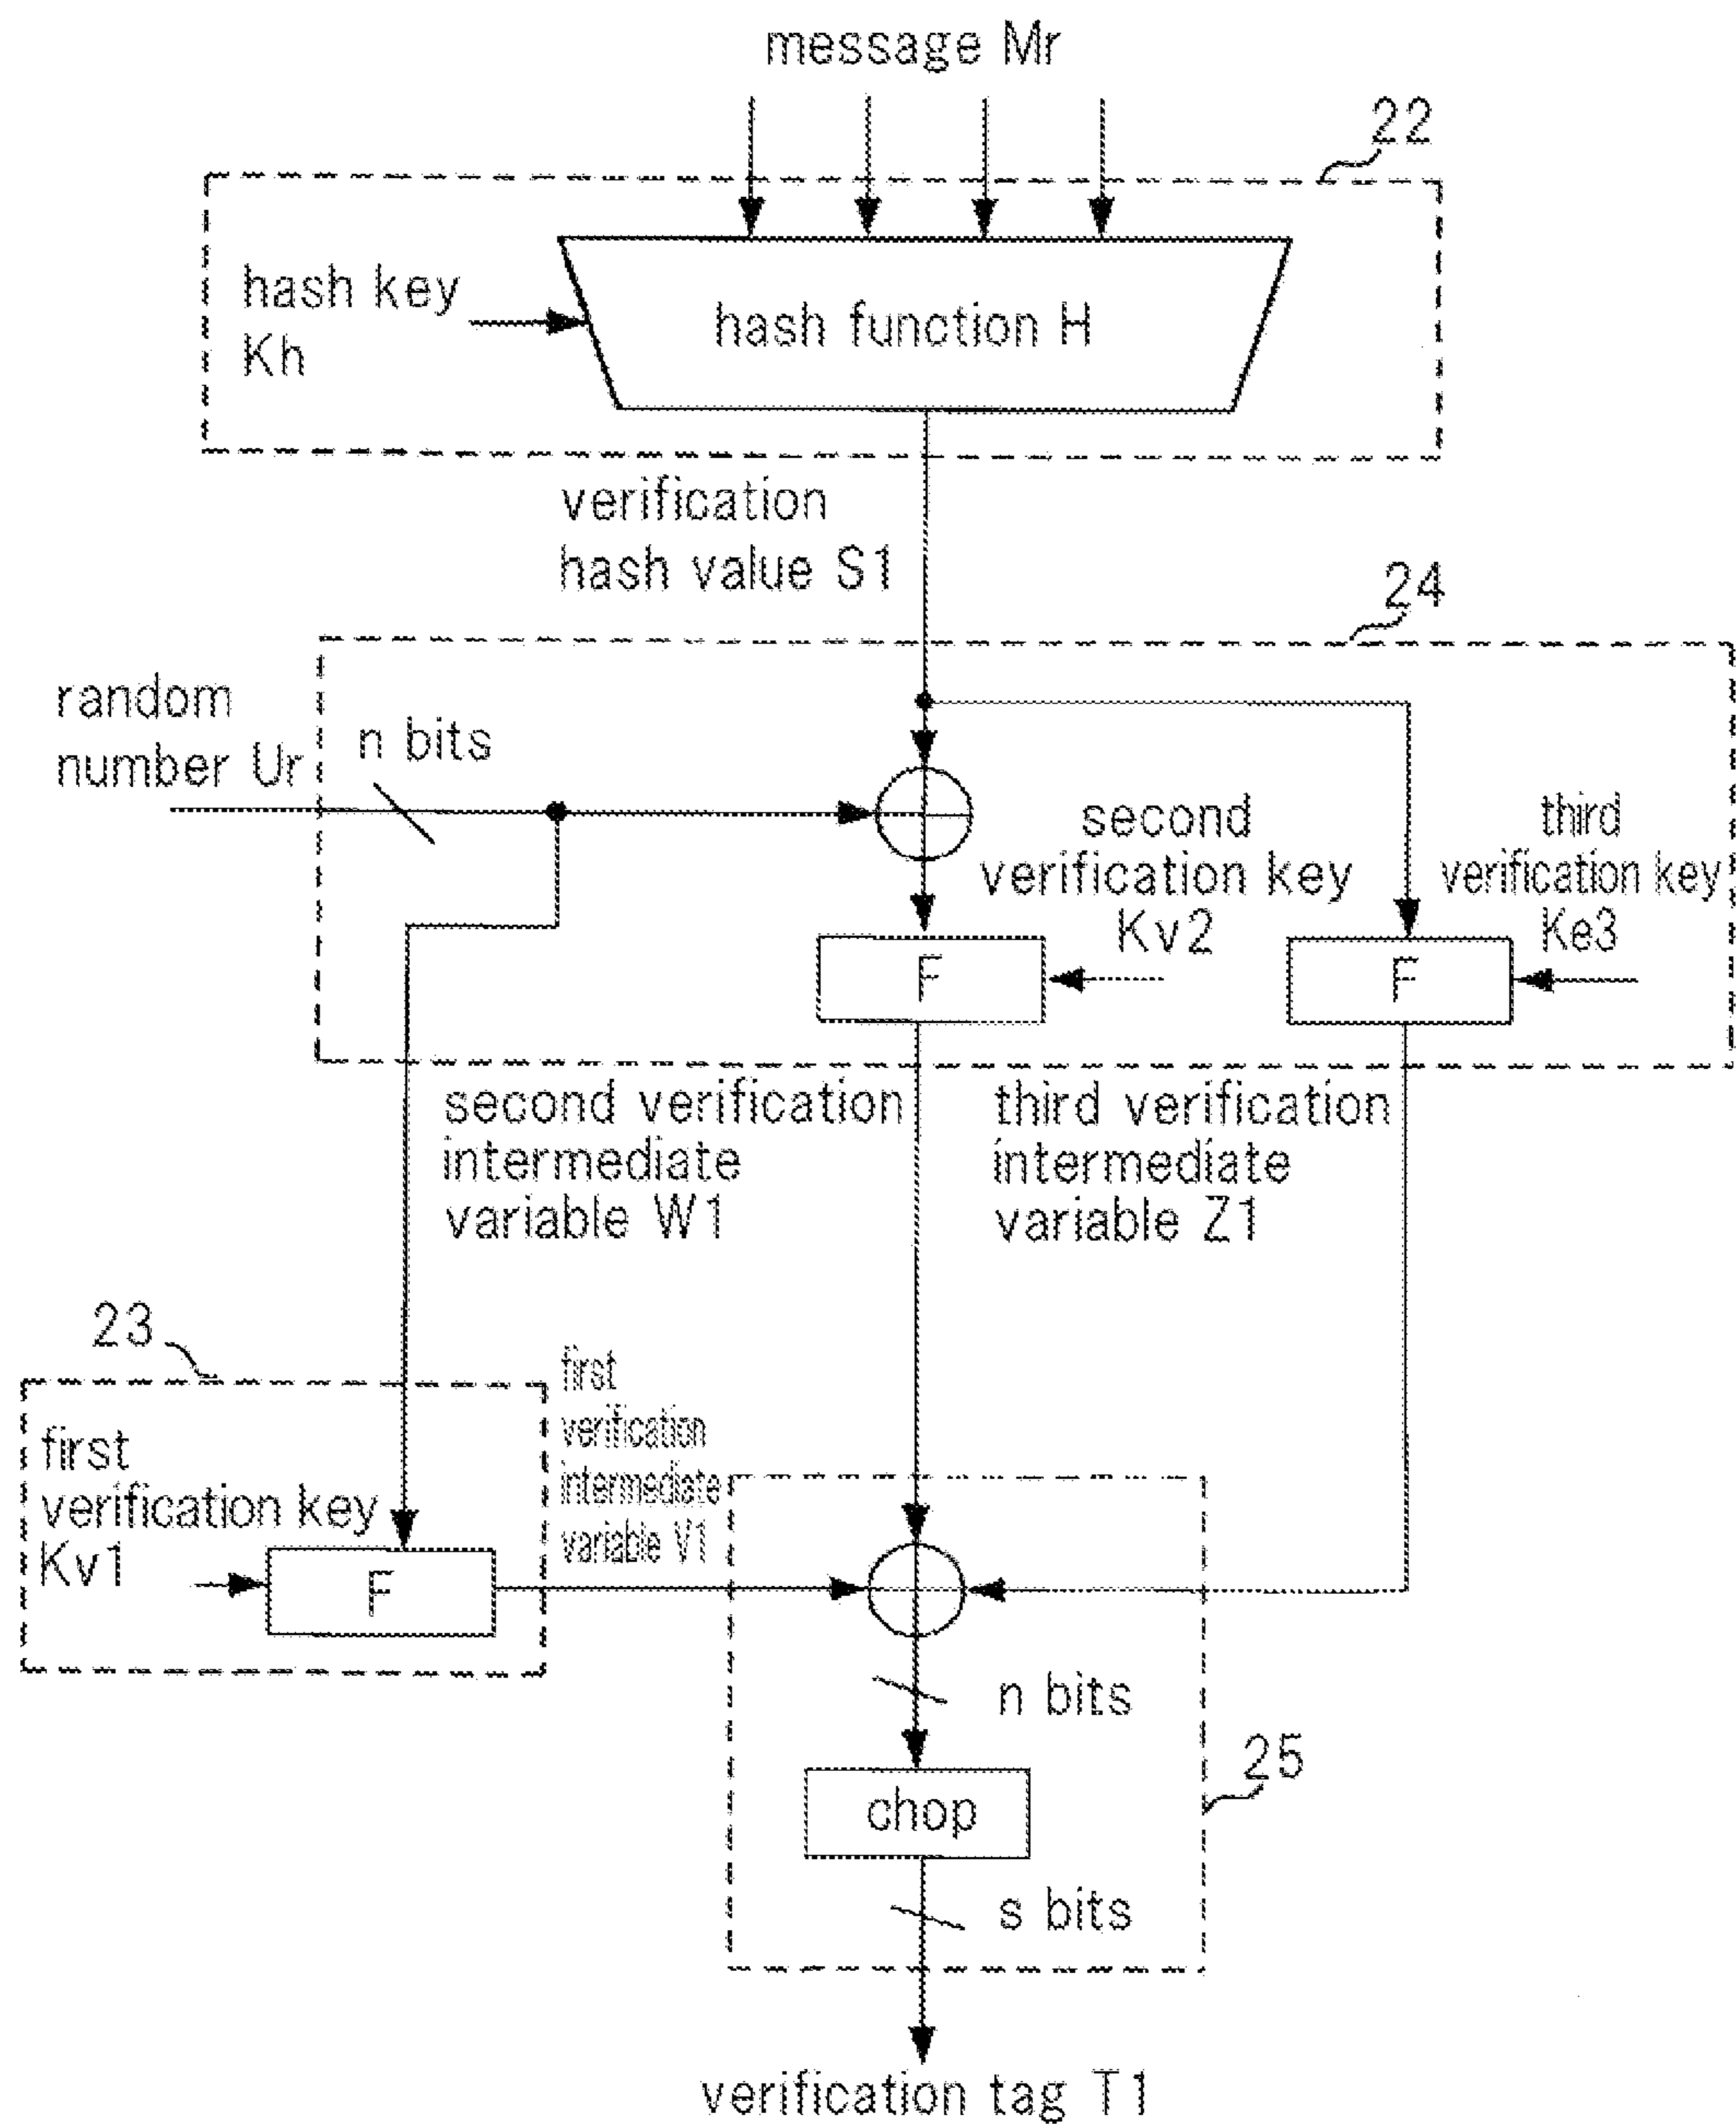 message Mr
22
hash key
Kh
hash function H
verification
hash value S1
24
random
number Ur
n bits
second
verification key
Kv2
third
verification key
Ke3
F
F
second verification
intermediate
variable W1
third verification
intermediate
variable Z1
23
first
verification key
Kv1
F
first
verification
intermediate
variable V1
n bits
25
chop
s bits
verification tag T1